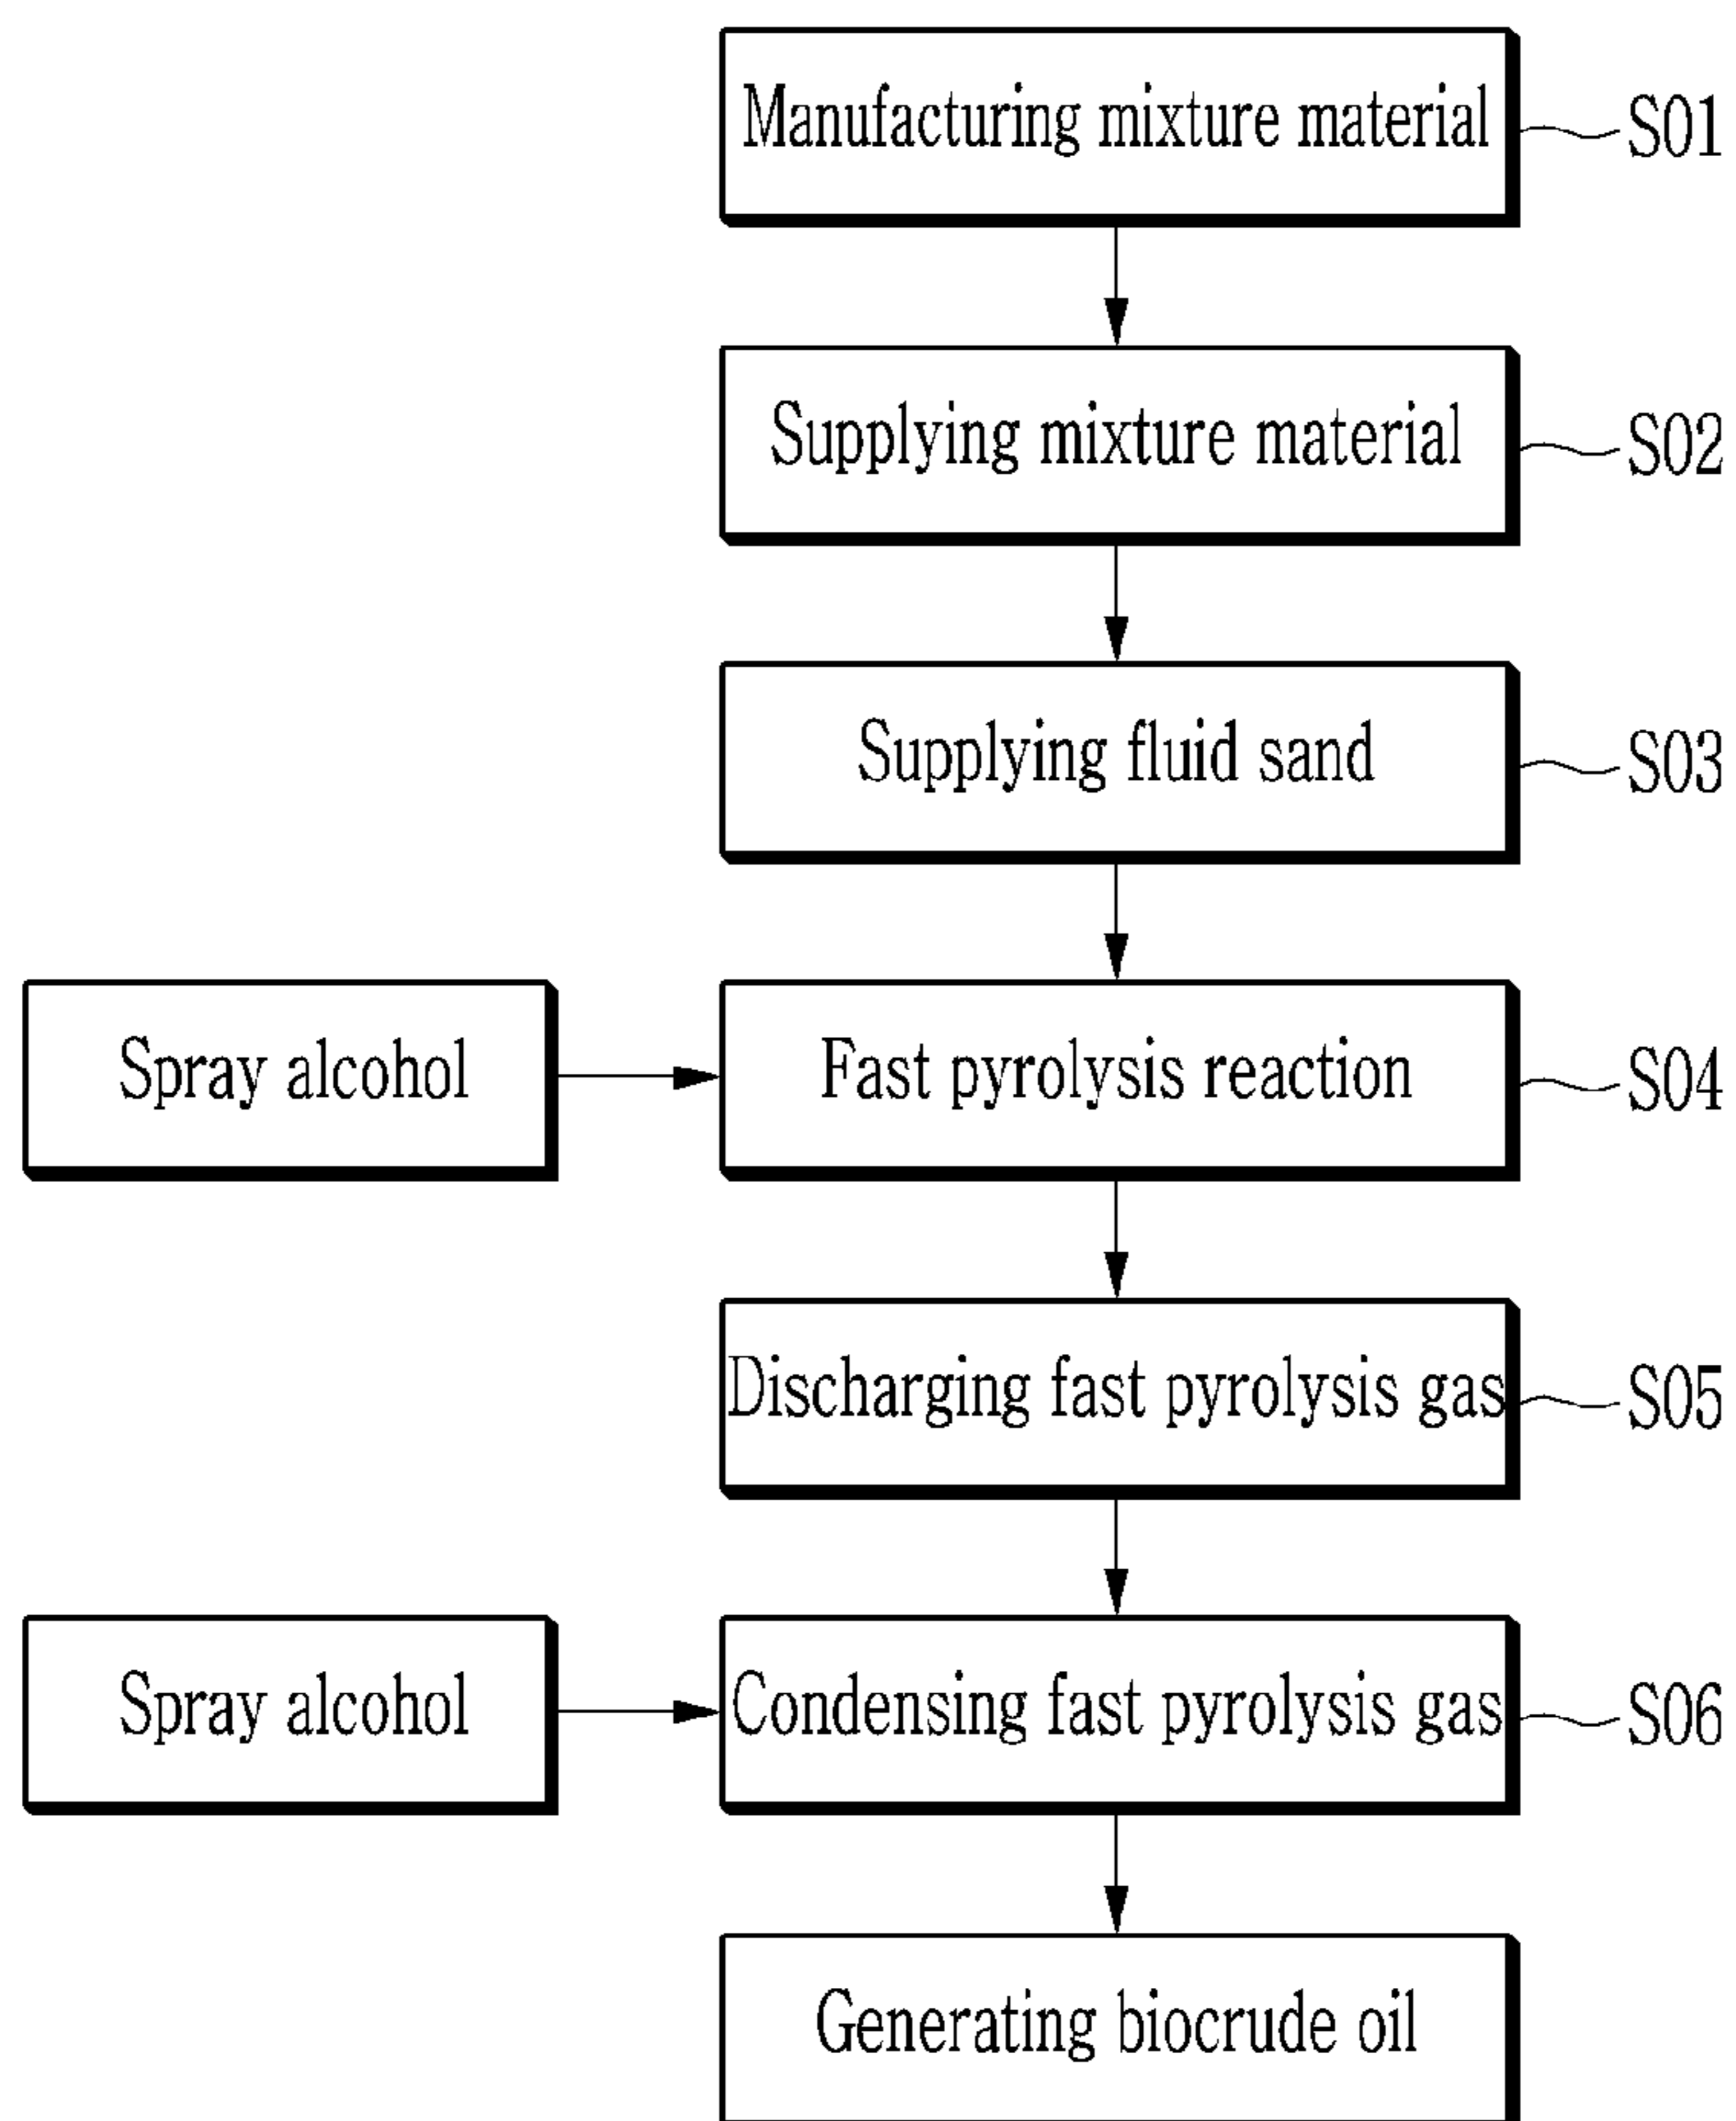 Manufacturing mixture material
S01
Supplying mixture material
S02
Supplying fluid sand
S03
Spray alcohol
Fast pyrolysis reaction
S04
Discharging fast pyrolysis gas
S05
Spray alcohol
Condensing fast pyrolysis gas
S06
Generating biocrude oil